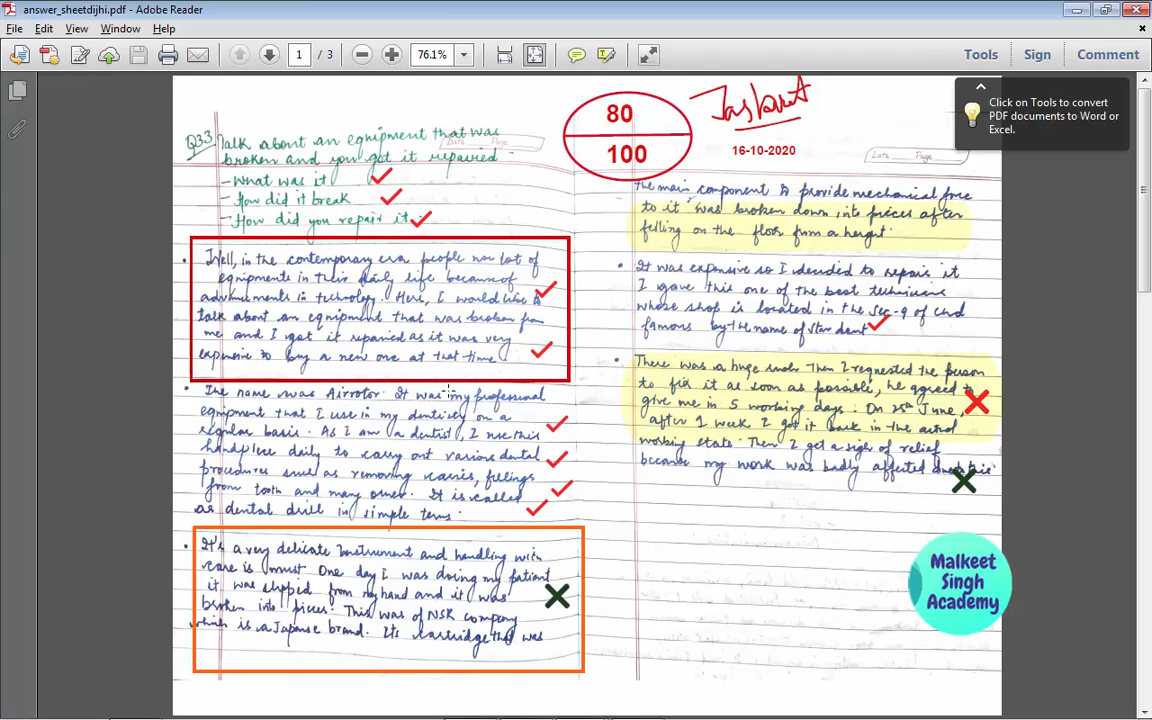 answer_sheetdijhi.pdf - Adobe Reader
File Edit View Window Help
1 / 3 76.1% Tools Sign Comment
Click on Tools to convert
PDF documents to Word or
Excel.
80
100
16-10-2020
Date Page
Date Page
Q33 Talk about an equipment that was
broken and you got it repaired
- What was it
- How did it break
- How did you repair it
Well, in the contemporary era people now lot of
equipments in their daily life because of
advancements in technology. Here, I would like to
talk about an equipment that was broken from
me and I got it repaired as it was very
expensive to buy a new one at that time
The name was Airotor. It was my professional
equipment that I use in my dentistry on a
regular basis. As I am a dentist, I use this
handpiece daily to carry out various dental
procedures such as removing carries, feelings
from tooth and many other. It is called
as dental drill in simple terms.
It's a very delicate Instrument and handling with
care is must One day I was doing my patient
it was slipped from my hand and it was
broken into pieces. This was of NSK company
which is a Japanse brand. Its cartridge that was
the main component to provide mechanical force
to it was broken down into pieces after
felling on the floor from a height.
It was expensive so I decided to repair it
I gave this one of the best technicians
whose shop is located in the Sec-9 of chd
famous by the name of Star dent
There was a huge rush then I requested the person
to fix it as soon as possible, he agreed to
give me in 5 working days. On 25th June,
after 1 week I got it back in the actual
working state. Then I get a sigh of relief
because my work was badly affected
Malkeet
Singh
Academy